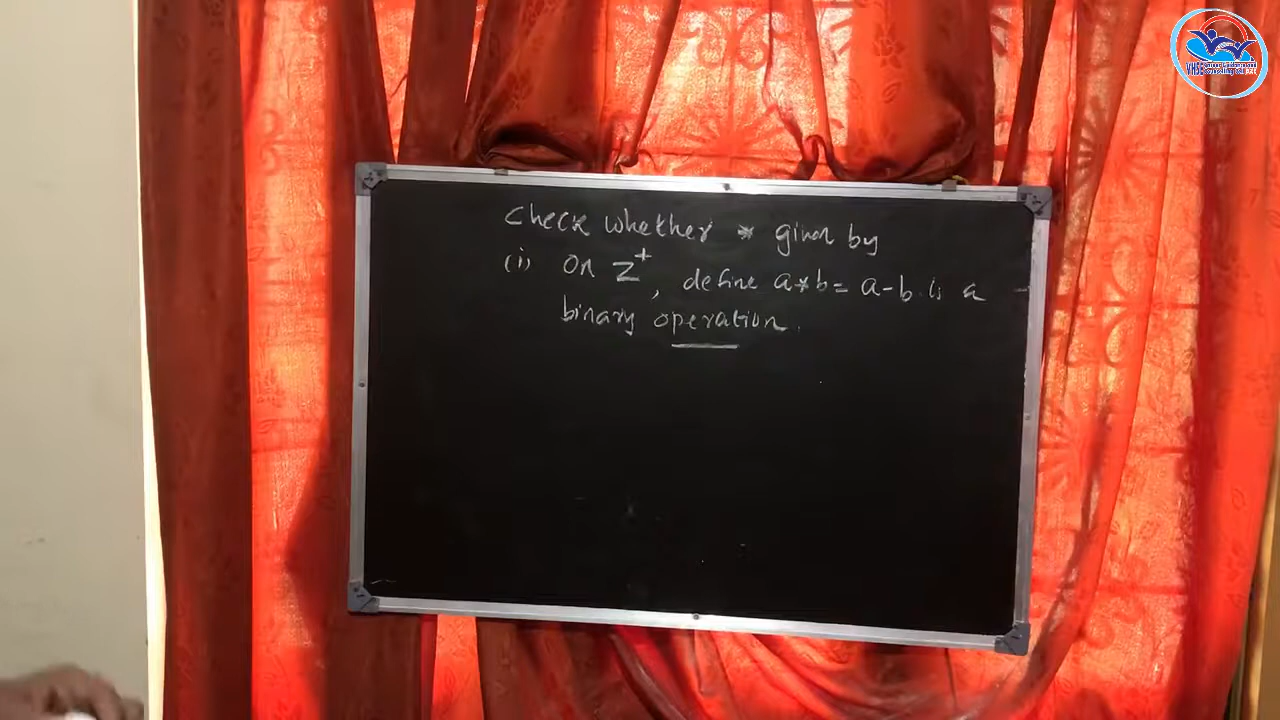 Check whether * given by
(i) On Z⁺, define a*b = a-b is a
binary operation.